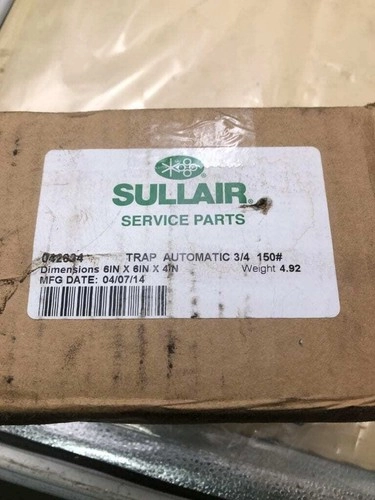 SULLAIR®
SERVICE PARTS
042634 TRAP AUTOMATIC 3/4 150#
Dimensions 6IN X 6IN X 4IN Weight 4.92
MFG DATE: 04/07/14